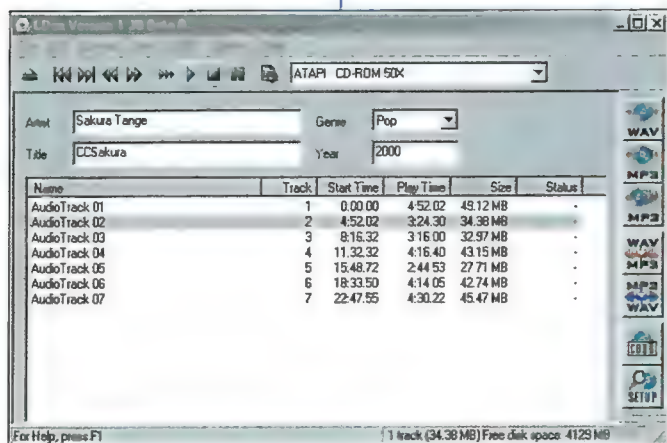 Version
ATAPI CD-ROM 50X
Artist Sakura Tange Genre Pop
Title CCSakura Year 2000
Name Track Start Time Play Time Size Status
AudioTrack 01 1 0:00.00 4:52.02 49.12 MB -
AudioTrack 02 2 4:52.02 3:24.30 34.38 MB -
AudioTrack 03 3 8:16.32 3:16.00 32.97 MB -
AudioTrack 04 4 11.32.32 4:16.40 43.15 MB -
AudioTrack 05 5 15:48.72 2:44.53 27.71 MB -
AudioTrack 06 6 18:33.50 4:14.05 42.74 MB -
AudioTrack 07 7 22:47.55 4:30.22 45.47 MB -
WAV
MP3
MP3
WAV
MP3
MP3
WAV
SETUP
For Help, press F1 1 track (34.38 MB) Free disk space: 4129 MB